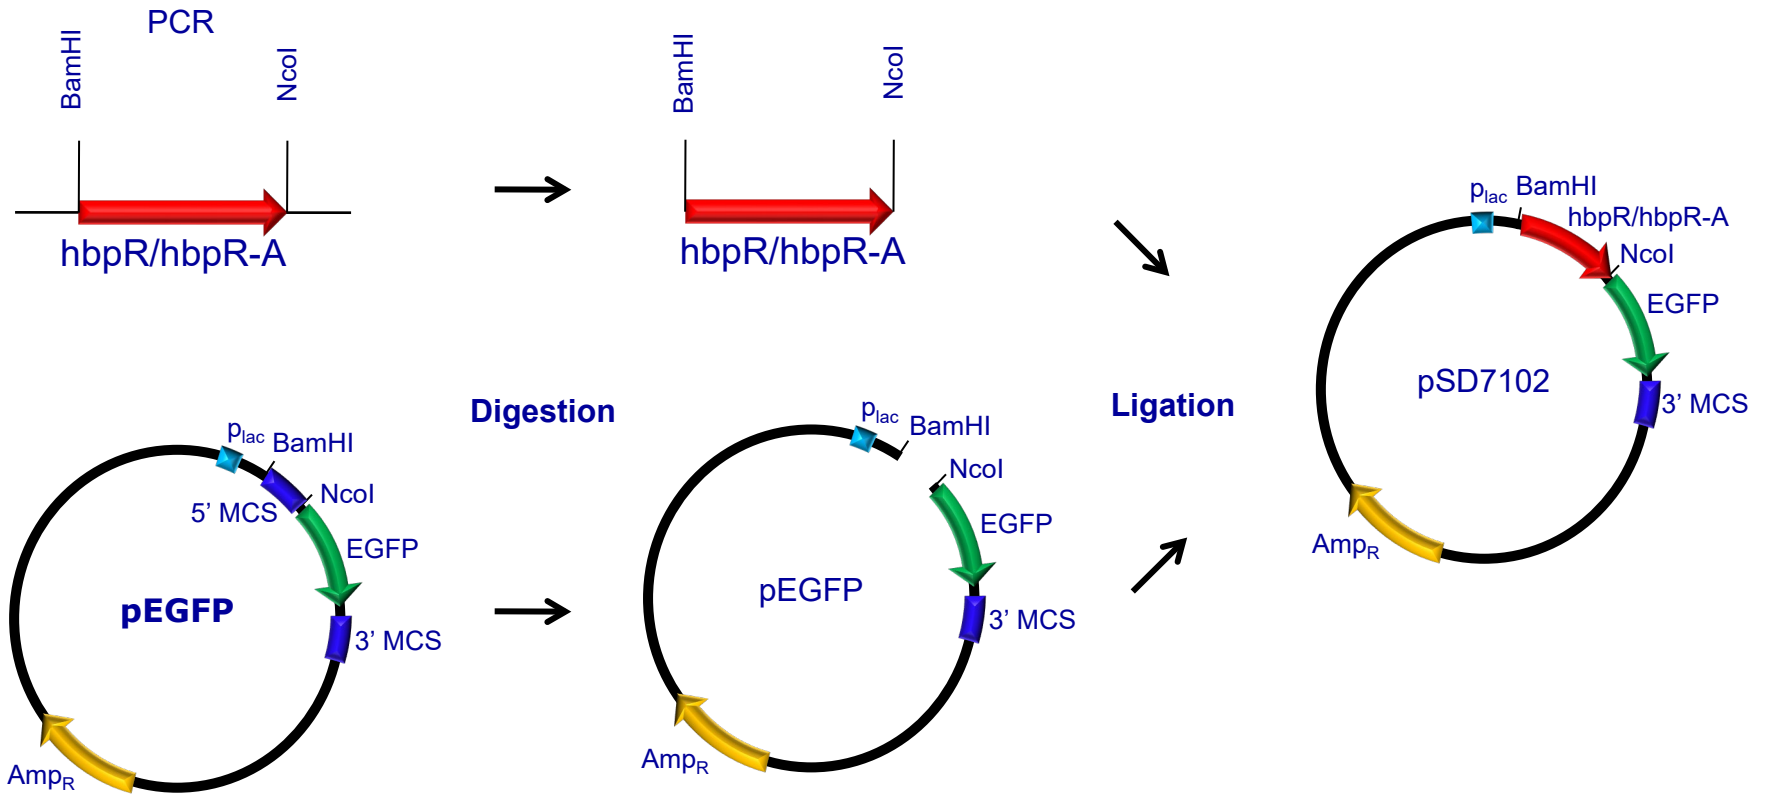 PCR
BamHI
NcoI
hbpR/hbpR-A
BamHI
NcoI
hbpR/hbpR-A
plac
BamHI
5’ MCS
NcoI
EGFP
pEGFP
3’ MCS
AmpR
Digestion
plac
BamHI
NcoI
EGFP
pEGFP
3’ MCS
AmpR
Ligation
plac
BamHI
hbpR/hbpR-A
NcoI
EGFP
pSD7102
3’ MCS
AmpR